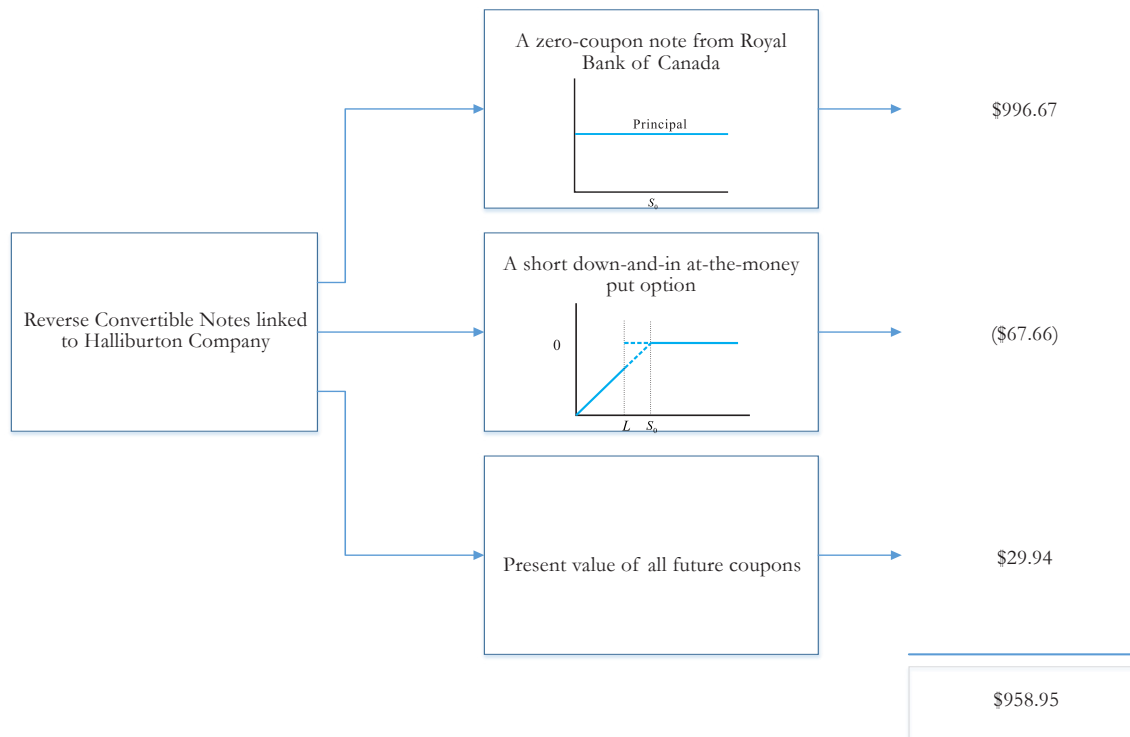 A zero-coupon note from Royal
Bank of Canada
Principal
S₀
$996.67
Reverse Convertible Notes linked
to Halliburton Company
A short down-and-in at-the-money
put option
0
L S₀
($67.66)
Present value of all future coupons
$29.94
$958.95